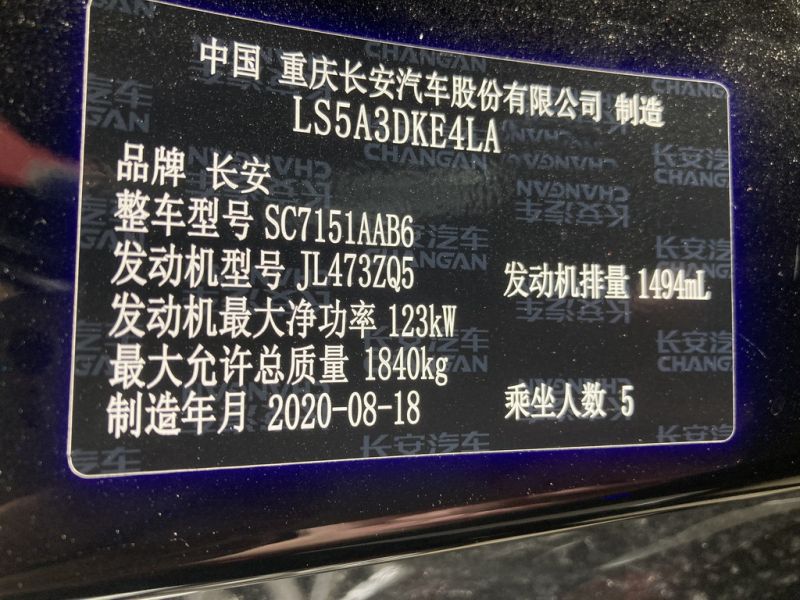 中国 重庆长安汽车股份有限公司 制造
LS5A3DKE4LA
品牌 长安
整车型号 SC7151AAB6
发动机型号 JL473ZQ5 发动机排量 1494mL
发动机最大净功率 123kW
最大允许总质量 1840kg
制造年月 2020-08-18 乘坐人数 5